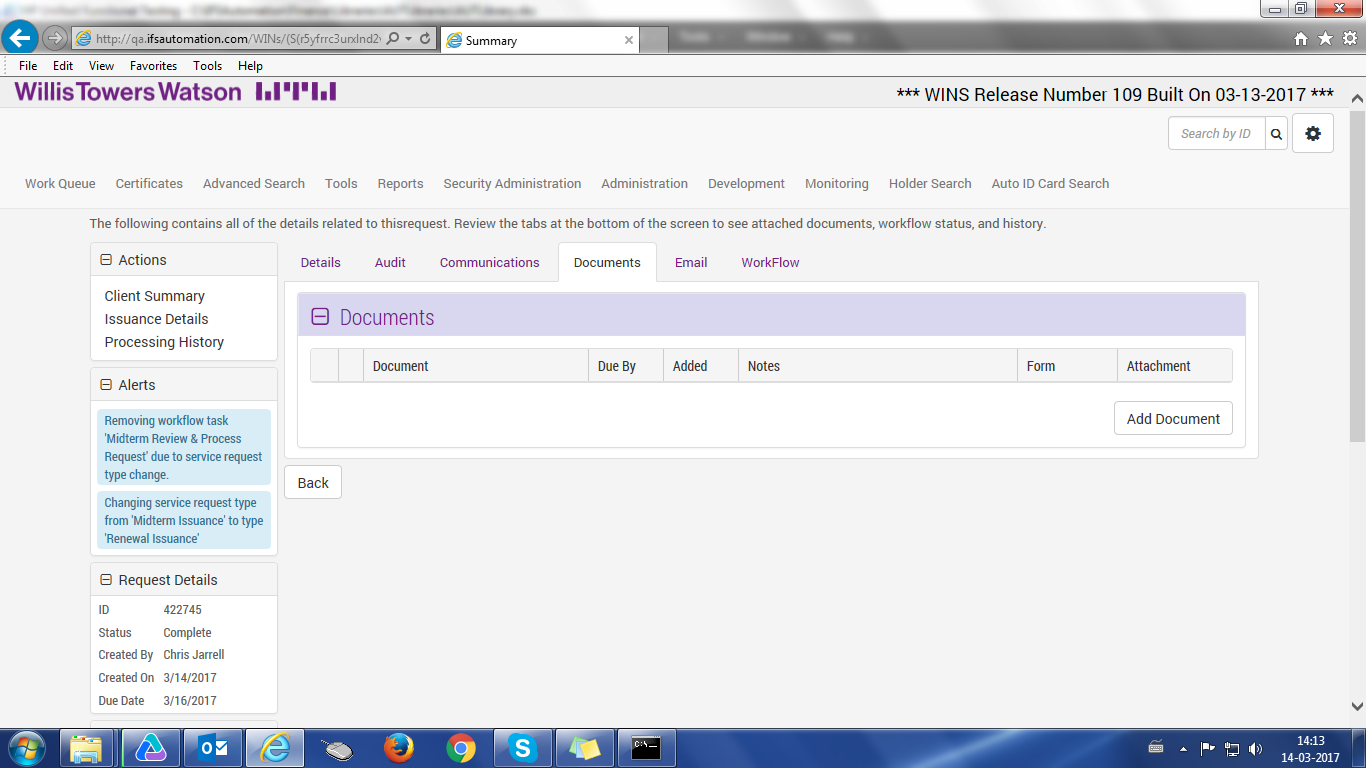 http://qa.ifsautomation.com/WINs/(S(r5yfrrc3urxlnd2
Summary
File Edit View Favorites Tools Help
WillisTowersWatson
*** WINS Release Number 109 Built On 03-13-2017 ***
Search by ID
Work Queue Certificates Advanced Search Tools Reports Security Administration Administration Development Monitoring Holder Search Auto ID Card Search
The following contains all of the details related to thisrequest. Review the tabs at the bottom of the screen to see attached documents, workflow status, and history.
Actions
Client Summary
Issuance Details
Processing History
Alerts
Removing workflow task
'Midterm Review & Process
Request' due to service request
type change.
Changing service request type
from 'Midterm Issuance' to type
'Renewal Issuance'
Request Details
ID 422745
Status Complete
Created By Chris Jarrell
Created On 3/14/2017
Due Date 3/16/2017
Details Audit Communications Documents Email WorkFlow
Documents
Document Due By Added Notes Form Attachment
Add Document
Back
14:13
14-03-2017